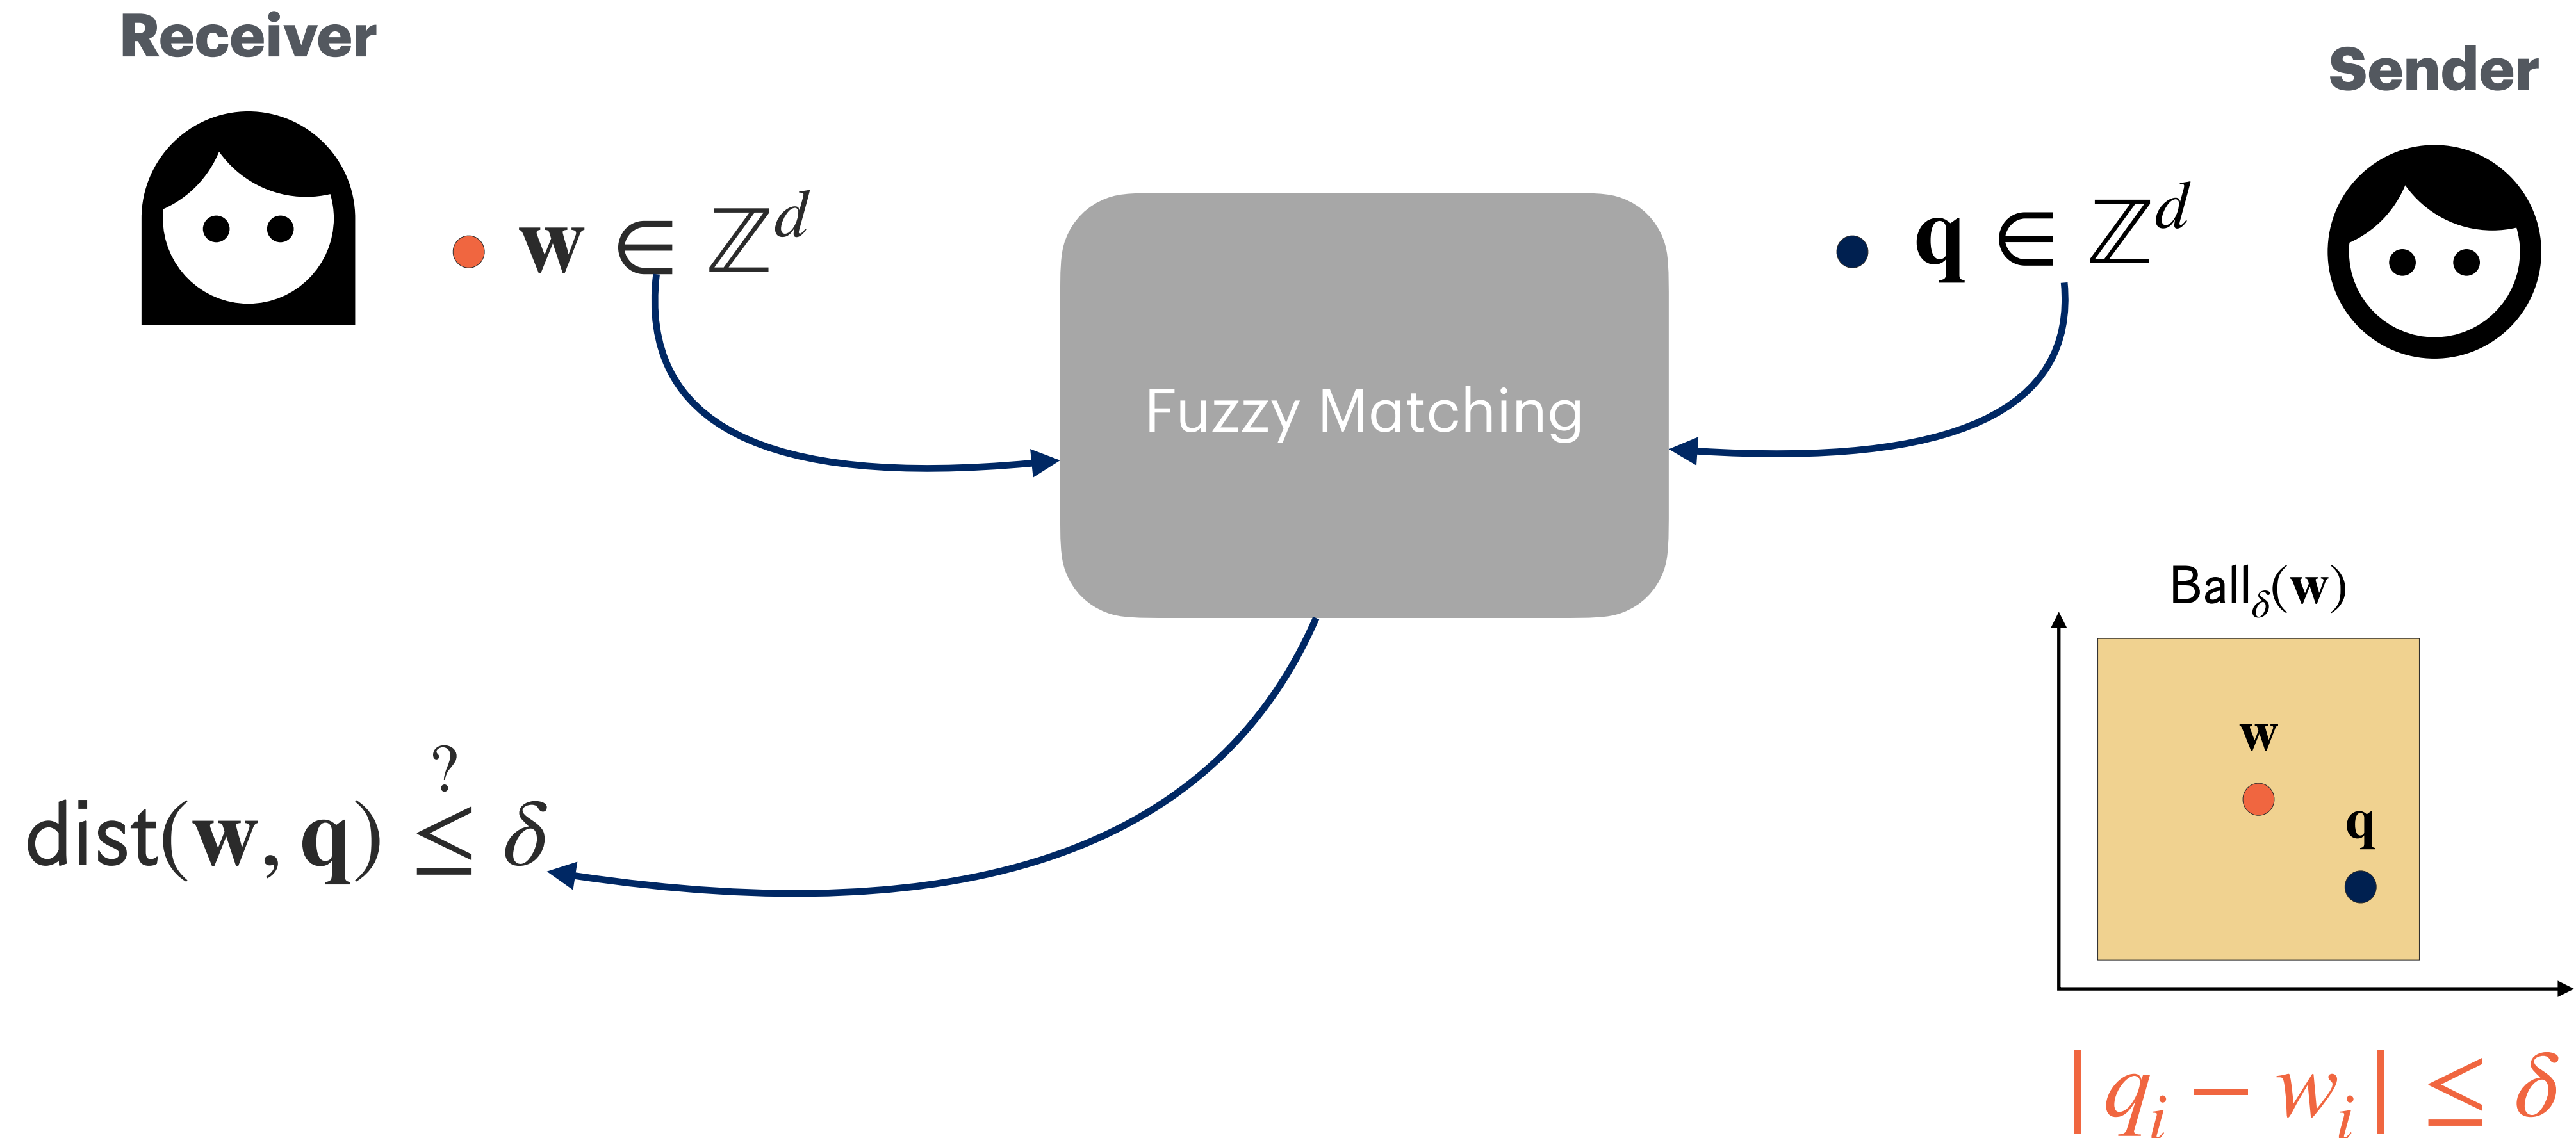 Receiver
Sender
w ∈ ℤ^d
q ∈ ℤ^d
Fuzzy Matching
Ball_δ(w)
w
q
dist(w, q) ≤^? δ
|q_i − w_i| ≤ δ